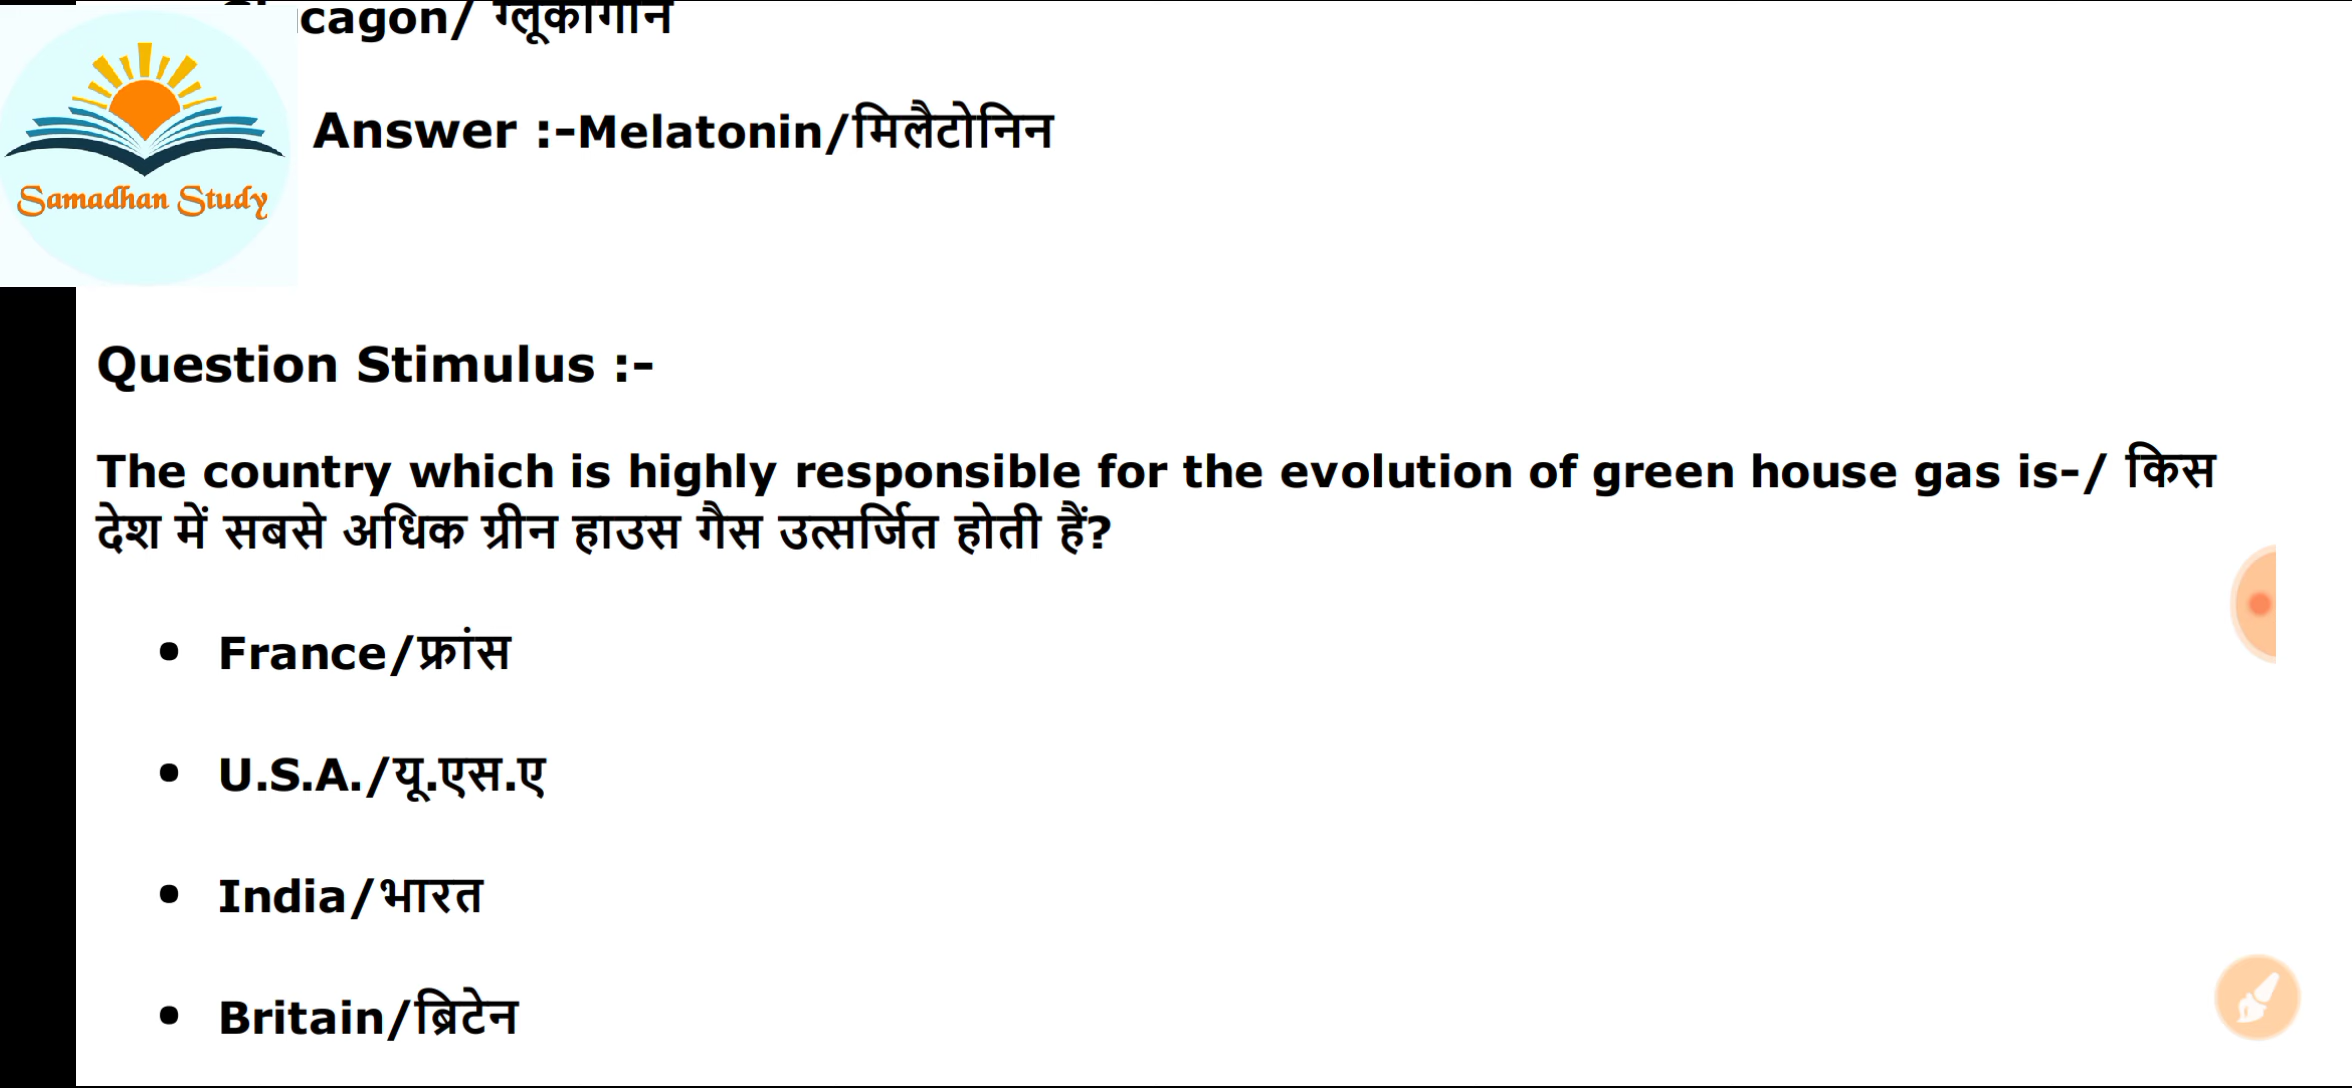 cagon/ ग्लूकागॉन
Answer :-Melatonin/मिलैटोनिन
Samadhan Study
Question Stimulus :-
The country which is highly responsible for the evolution of green house gas is-/ किस
देश में सबसे अधिक ग्रीन हाउस गैस उत्सर्जित होती हैं?
France/फ्रांस
U.S.A./यू.एस.ए
India/भारत
Britain/ब्रिटेन